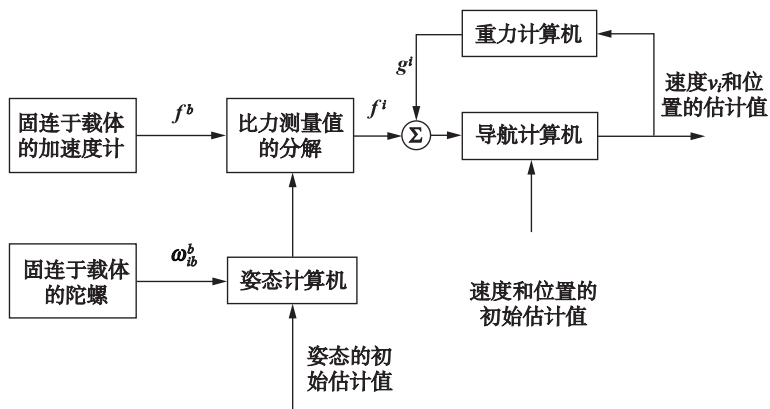 重力计算机
gⁱ
速度vᵢ和位
置的估计值
固连于载体
的加速度计
f ᵇ
比力测量值
的分解
f ⁱ
Σ
导航计算机
固连于载体
的陀螺
ωᵇᵢb
姿态计算机
速度和位置的
初始估计值
姿态的初
始估计值